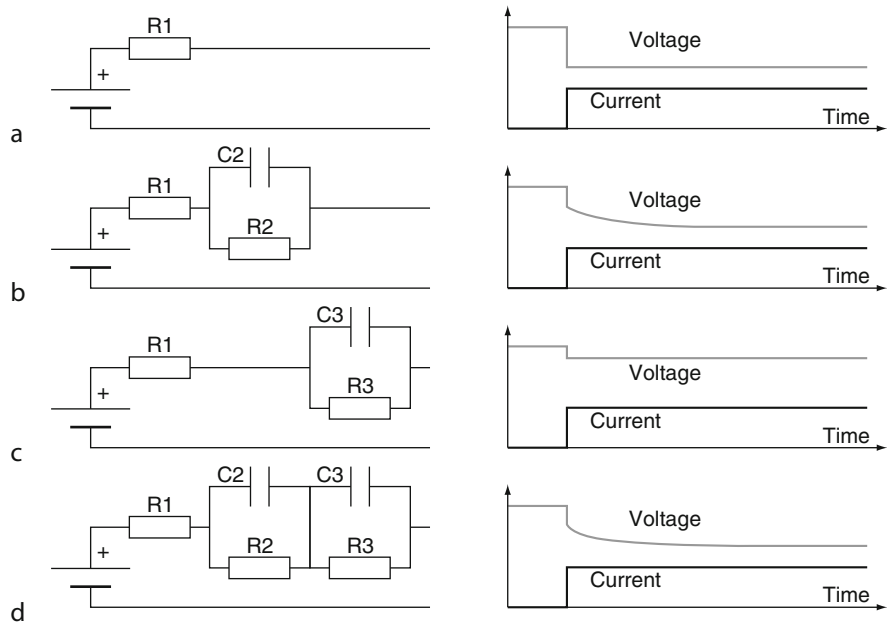 R1
+
a
Voltage
Current
Time
C2
R1
R2
+
b
Voltage
Current
Time
C3
R1
R3
+
c
Voltage
Current
Time
C2 C3
R1
R2 R3
+
d
Voltage
Current
Time